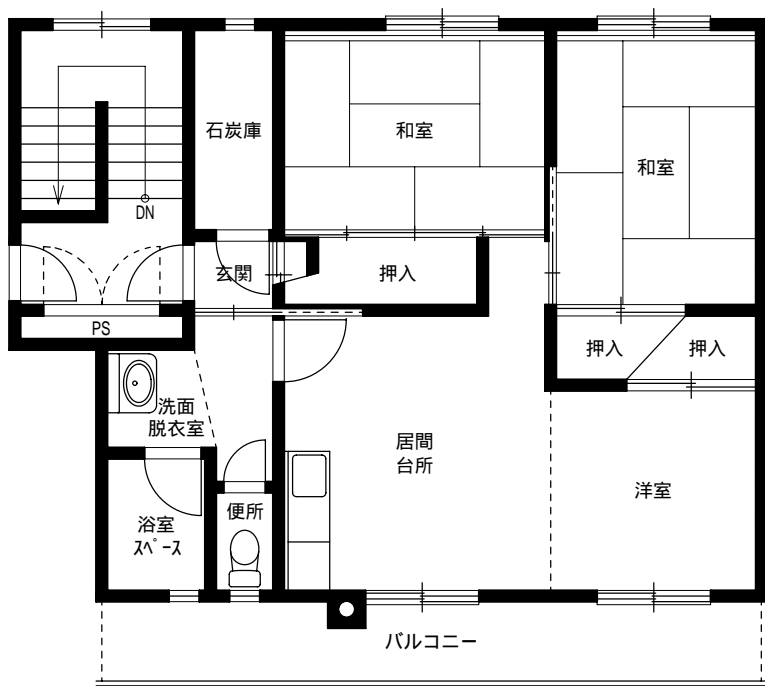 石炭庫
和室
和室
DN
玄関
押入
PS
押入
押入
洗面
脱衣室
居間
台所
洋室
便所
浴室
ｽﾍﾟｰｽ
バルコニー